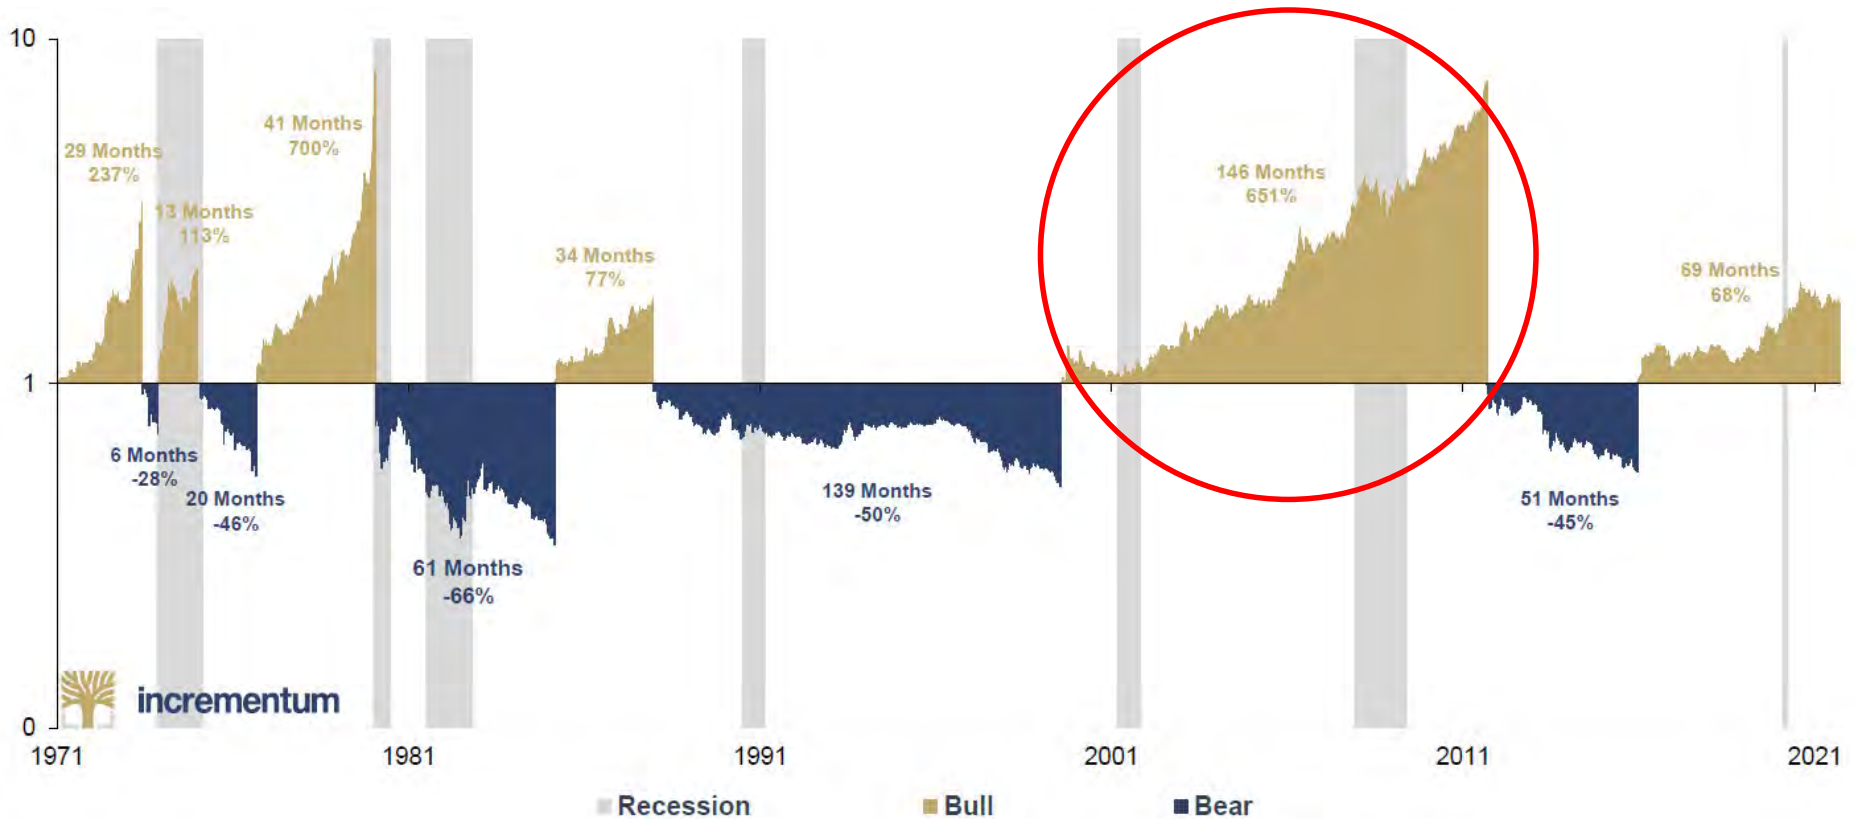 10
41 Months
700%
29 Months
237%
146 Months
651%
13 Months
113%
34 Months
77%
69 Months
68%
1
6 Months
-28%
20 Months
-46%
139 Months
-50%
51 Months
-45%
61 Months
-66%
incrementum
0
1971
1981
1991
2001
2011
2021
Recession
Bull
Bear